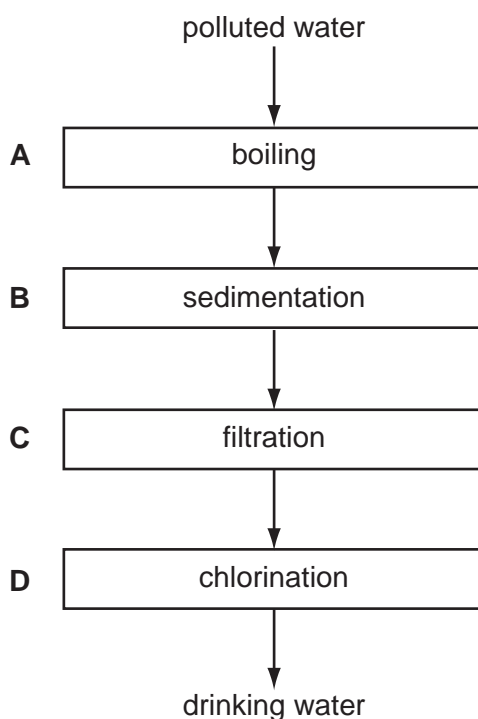 polluted water
A boiling
B sedimentation
C filtration
D chlorination
drinking water